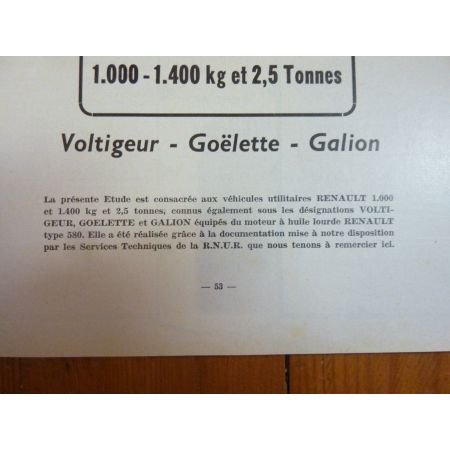 1.000 - 1.400 kg et 2,5 Tonnes
Voltigeur - Goëlette - Galion
La présente Etude est consacrée aux véhicules utilitaires RENAULT 1.000
et 1.400 kg et 2,5 tonnes, connus également sous les désignations VOLTI-
GEUR, GOELETTE et GALION équipés du moteur à huile lourde RENAULT
type 580. Elle a été réalisée grâce à la documentation mise à notre disposition
par les Services Techniques de la R.N.U.R. que nous tenons à remercier ici.
— 53 —